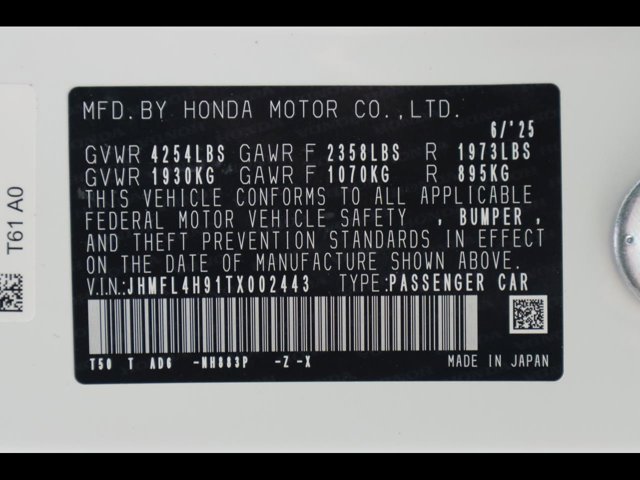 MFD.BY HONDA MOTOR CO.,LTD.
6/'25
GVWR 4254LBS GAWR F 2358LBS R 1973LBS
GVWR 1930KG GAWR F 1070KG R 895KG
THIS VEHICLE CONFORMS TO ALL APPLICABLE
FEDERAL MOTOR VEHICLE SAFETY , BUMPER ,
AND THEFT PREVENTION STANDARDS IN EFFECT
ON THE DATE OF MANUFACTURE SHOWN ABOVE.
V.I.N.:JHMFL4H91TX002443 TYPE:PASSENGER CAR
T50 T AD6 -NH883P -Z -X
MADE IN JAPAN
T61 A0